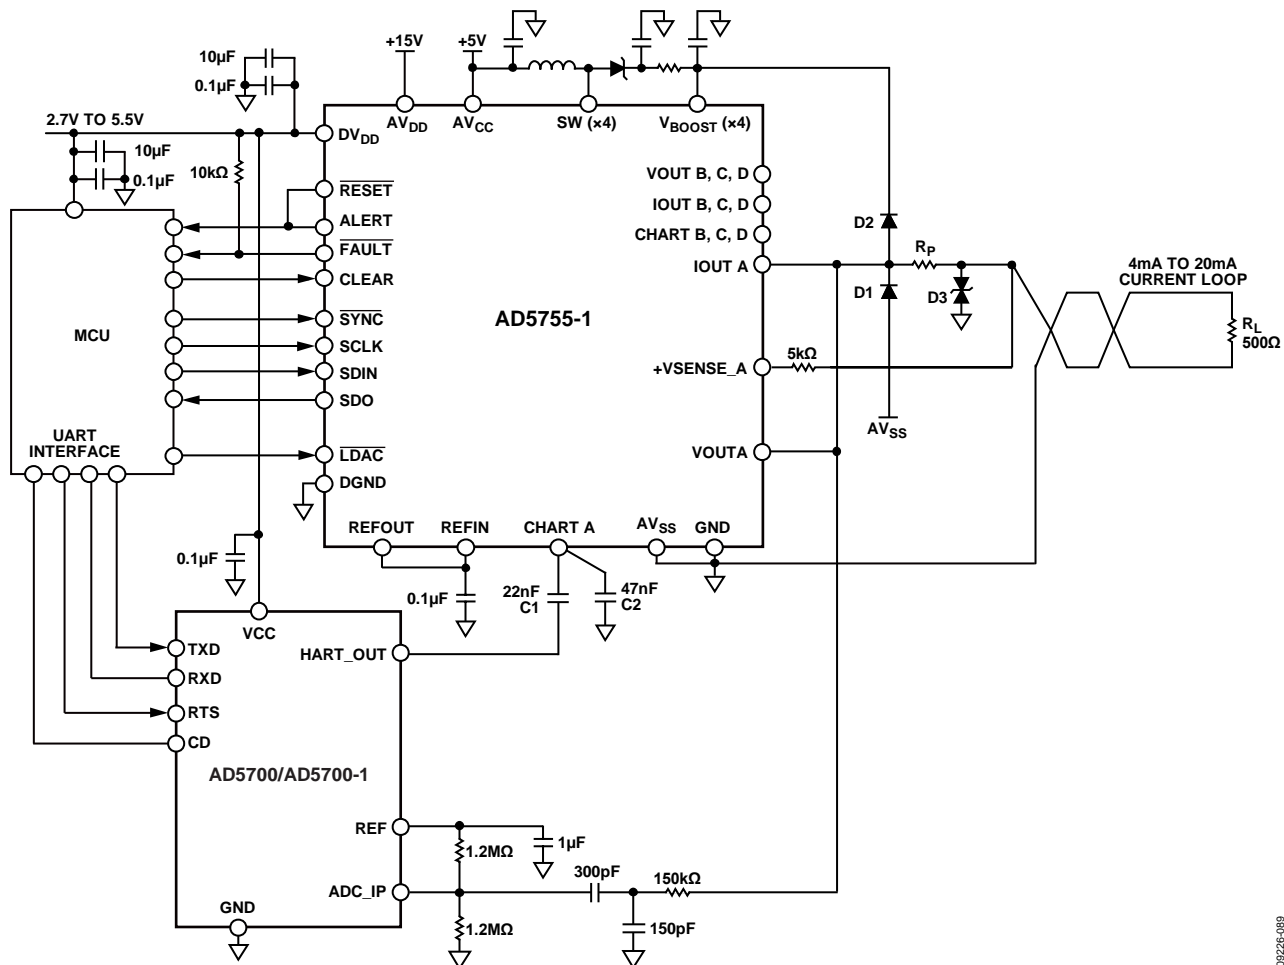 +15V
+5V
10µF
0.1µF
2.7V TO 5.5V
10µF
0.1µF
10kΩ
AVDD
AVCC
SW (×4)
VBOOST (×4)
DVDD
RESET
ALERT
FAULT
CLEAR
SYNC
SCLK
SDIN
SDO
LDAC
DGND
MCU
UART
INTERFACE
AD5755-1
VOUT B, C, D
IOUT B, C, D
CHART B, C, D
IOUT A
+VSENSE_A
VOUTA
D2
RP
D1
D3
4mA TO 20mA
CURRENT LOOP
RL
500Ω
5kΩ
AVSS
REFOUT
REFIN
CHART A
AVSS
GND
0.1µF
0.1µF
22nF
C1
47nF
C2
VCC
TXD
RXD
RTS
CD
HART_OUT
AD5700/AD5700-1
REF
ADC_IP
GND
1.2MΩ
1µF
1.2MΩ
300pF
150kΩ
150pF
09226-089